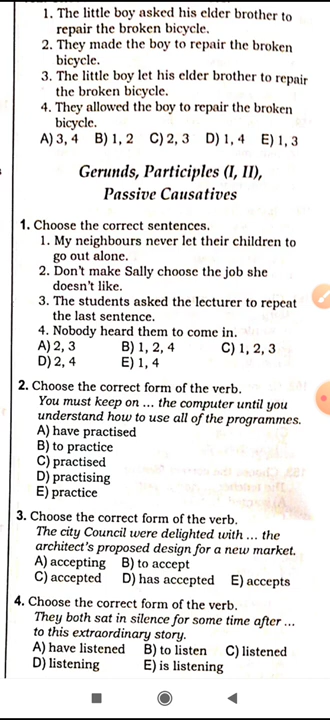 1. The little boy asked his elder brother to
repair the broken bicycle.
2. They made the boy to repair the broken
bicycle.
3. The little boy let his elder brother to repair
the broken bicycle.
4. They allowed the boy to repair the broken
bicycle.
A) 3, 4 B) 1, 2 C) 2, 3 D) 1, 4 E) 1, 3
Gerunds, Participles (I, II),
Passive Causatives
1. Choose the correct sentences.
1. My neighbours never let their children to
go out alone.
2. Don't make Sally choose the job she
doesn't like.
3. The students asked the lecturer to repeat
the last sentence.
4. Nobody heard them to come in.
A) 2, 3 B) 1, 2, 4 C) 1, 2, 3
D) 2, 4 E) 1, 4
2. Choose the correct form of the verb.
You must keep on ... the computer until you
understand how to use all of the programmes.
A) have practised
B) to practice
C) practised
D) practising
E) practice
3. Choose the correct form of the verb.
The city Council were delighted with ... the
architect's proposed design for a new market.
A) accepting B) to accept
C) accepted D) has accepted E) accepts
4. Choose the correct form of the verb.
They both sat in silence for some time after ...
to this extraordinary story.
A) have listened B) to listen C) listened
D) listening E) is listening